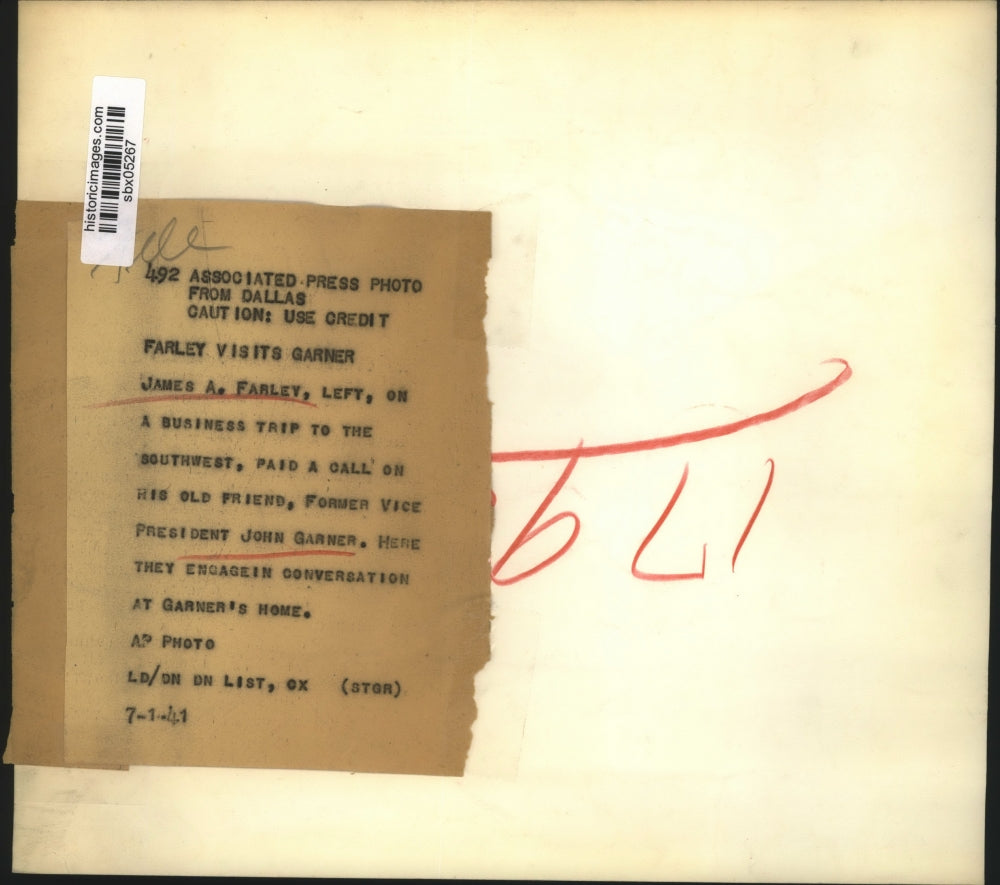 historicimages.com
sbx05267
492 ASSOCIATED PRESS PHOTO
FROM DALLAS
CAUTION: USE CREDIT
FARLEY VISITS GARNER
JAMES A. FARLEY, LEFT, ON
A BUSINESS TRIP TO THE
SOUTHWEST, PAID A CALL ON
HIS OLD FRIEND, FORMER VICE
PRESIDENT JOHN GARNER. HERE
THEY ENGAGEIN CONVERSATION
AT GARNER'S HOME.
AP PHOTO
LD/DN DN LIST, CX (STGR)
7-1-41